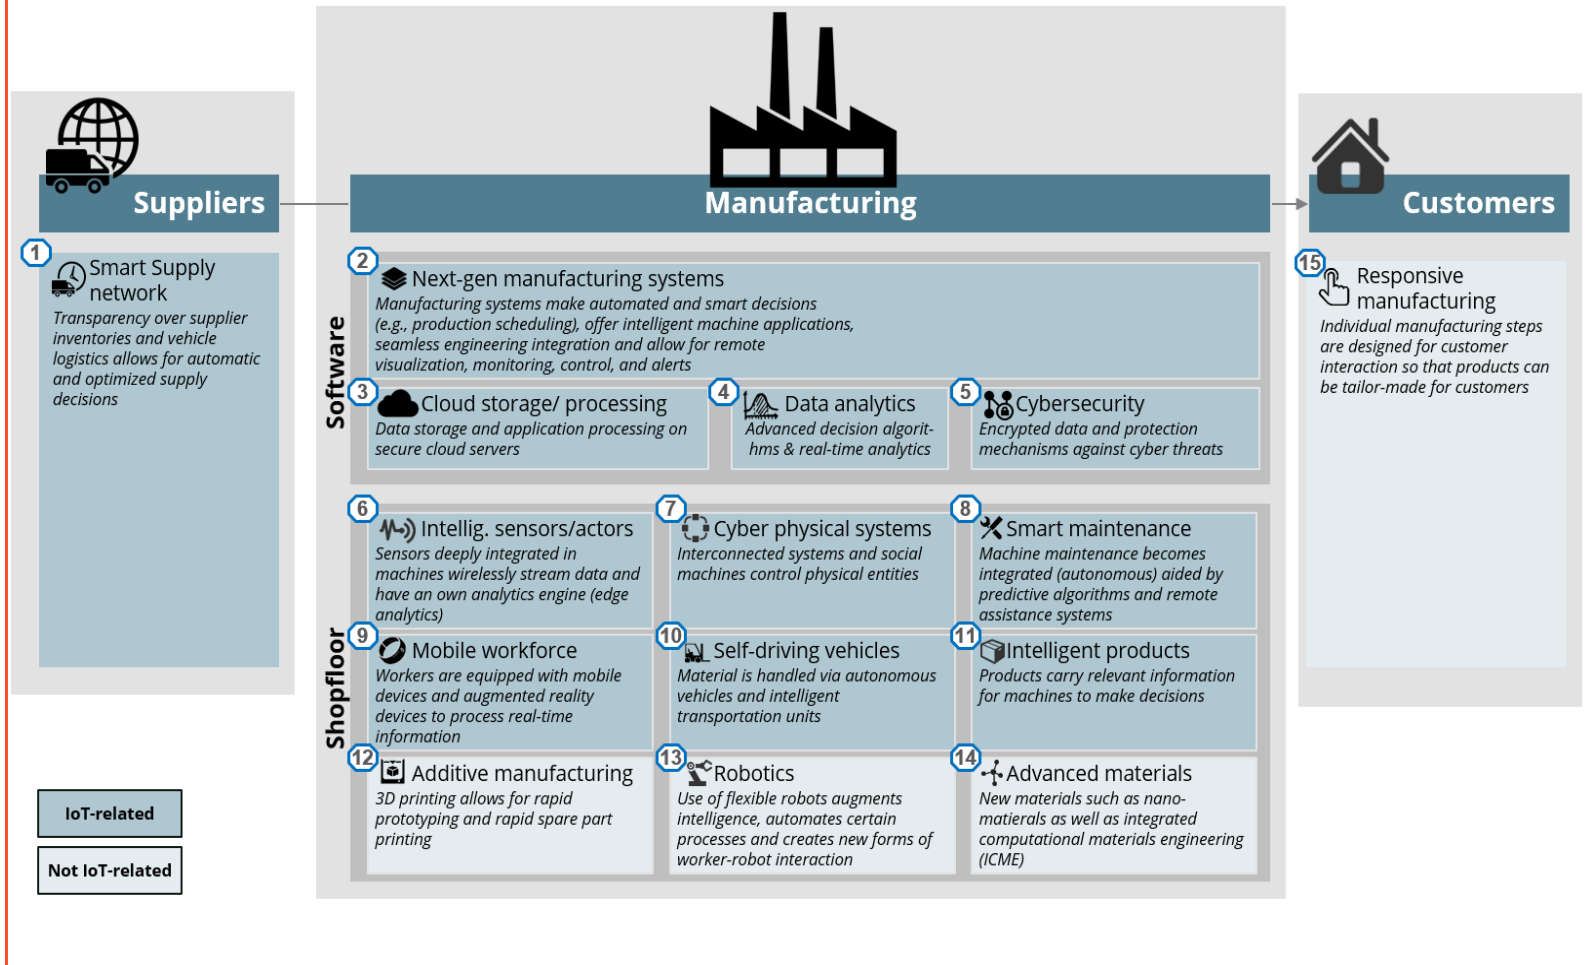 Suppliers
Manufacturing
Customers
1
Smart Supply
network
Transparency over supplier
inventories and vehicle
logistics allows for automatic
and optimized supply
decisions
Software
2
Next-gen manufacturing systems
Manufacturing systems make automated and smart decisions
(e.g., production scheduling), offer intelligent machine applications,
seamless engineering integration and allow for remote
visualization, monitoring, control, and alerts
3
Cloud storage/ processing
Data storage and application processing on
secure cloud servers
4
Data analytics
Advanced decision algorit-
hms & real-time analytics
5
Cybersecurity
Encrypted data and protection
mechanisms against cyber threats
Shopfloor
6
Intellig. sensors/actors
Sensors deeply integrated in
machines wirelessly stream data and
have an own analytics engine (edge
analytics)
7
Cyber physical systems
Interconnected systems and social
machines control physical entities
8
Smart maintenance
Machine maintenance becomes
integrated (autonomous) aided by
predictive algorithms and remote
assistance systems
9
Mobile workforce
Workers are equipped with mobile
devices and augmented reality
devices to process real-time
information
10
Self-driving vehicles
Material is handled via autonomous
vehicles and intelligent
transportation units
11
Intelligent products
Products carry relevant information
for machines to make decisions
12
Additive manufacturing
3D printing allows for rapid
prototyping and rapid spare part
printing
13
Robotics
Use of flexible robots augments
intelligence, automates certain
processes and creates new forms of
worker-robot interaction
14
Advanced materials
New materials such as nano-
matierals as well as integrated
computational materials engineering
(ICME)
15
Responsive
manufacturing
Individual manufacturing steps
are designed for customer
interaction so that products can
be tailor-made for customers
IoT-related
Not IoT-related